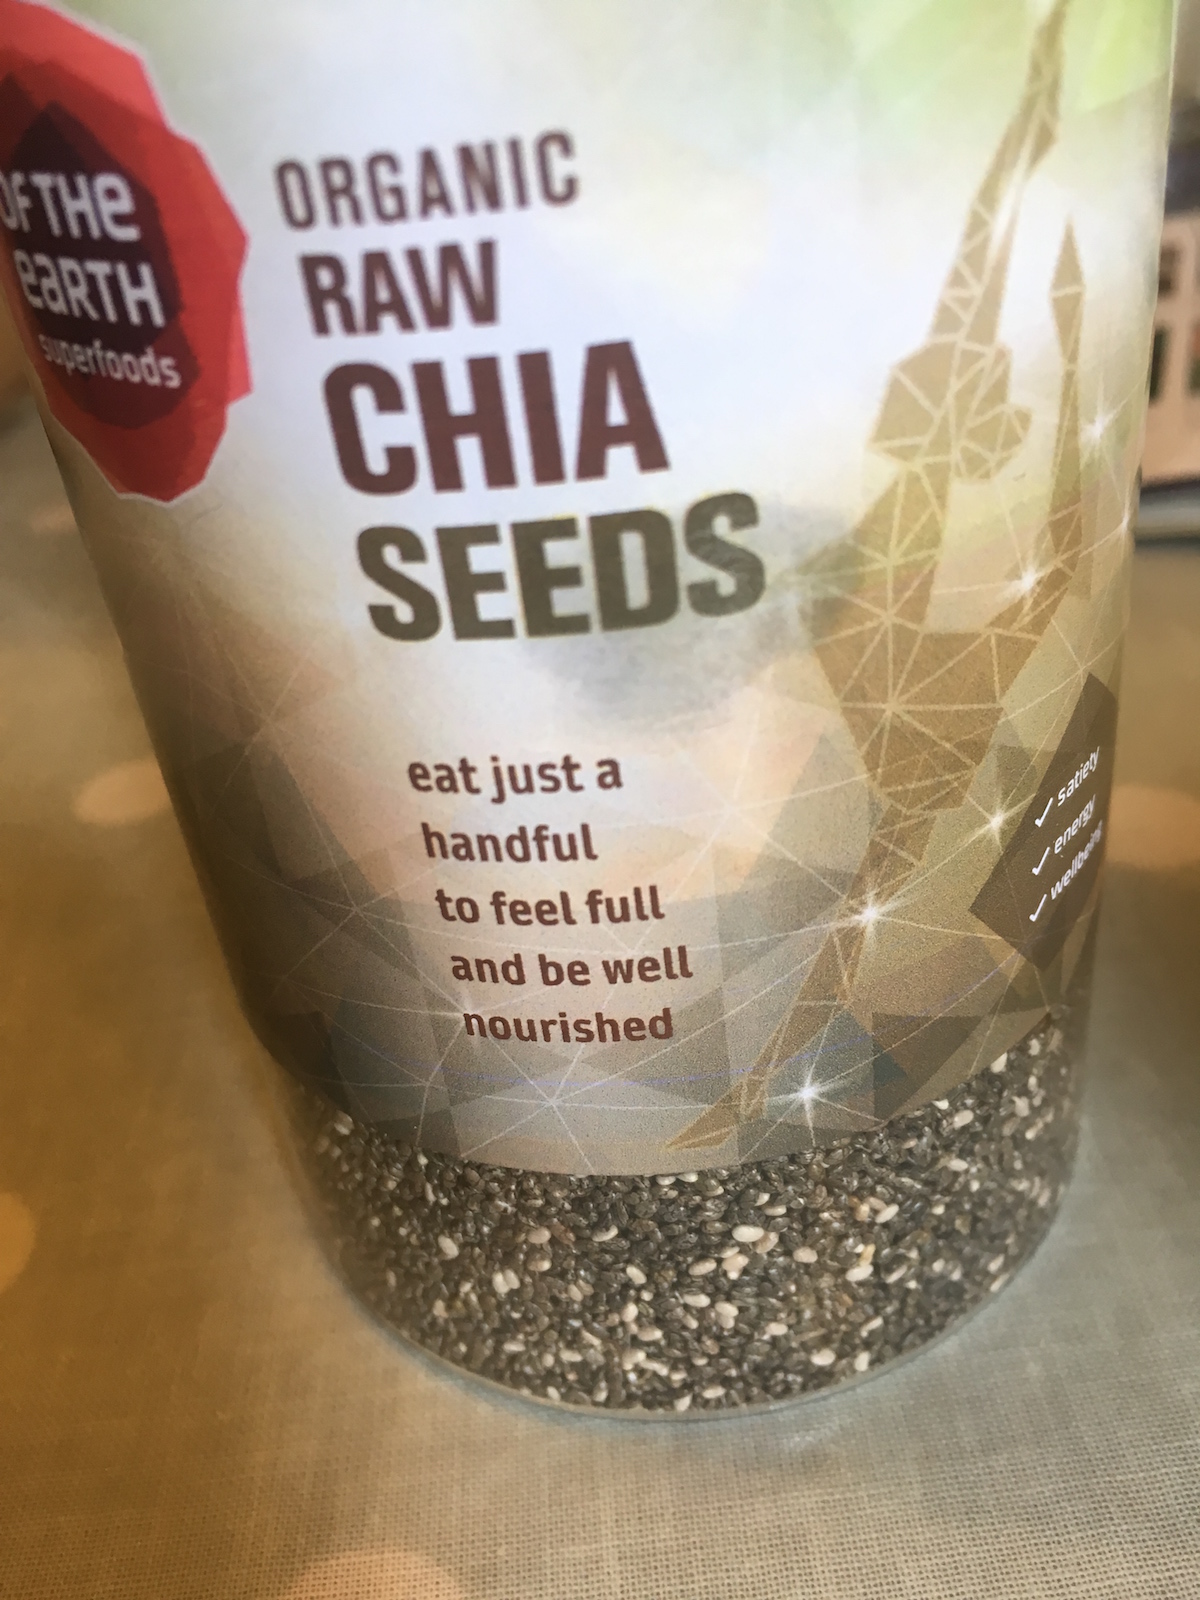 OF THe
eaRTH
superfoods
ORGANIC
RAW
CHIA
SEEDS
eat just a
handful
to feel full
and be well
nourished
✓ satiety
✓ energy
✓ wellbeing